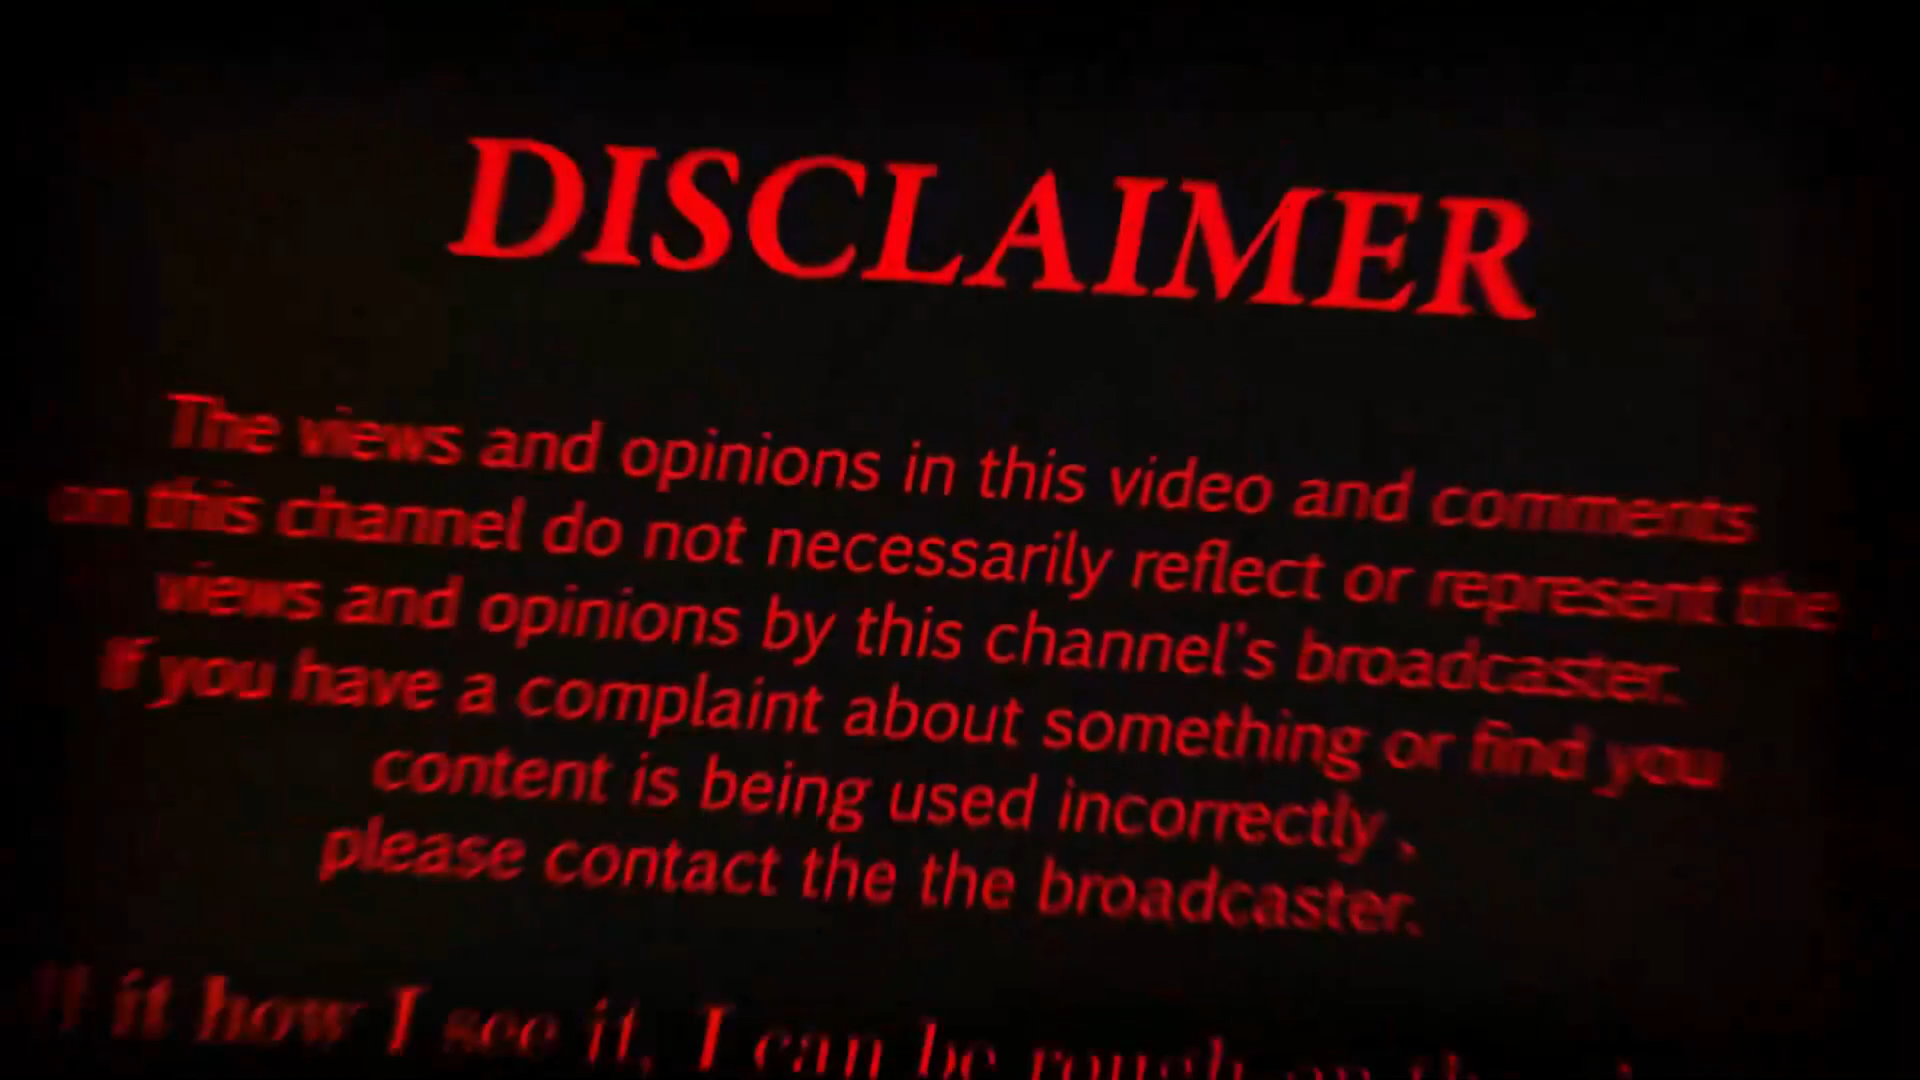 DISCLAIMER
The views and opinions in this video and comments
on this channel do not necessarily reflect or represent the
views and opinions by this channel's broadcaster.
If you have a complaint about something or find you
content is being used incorrectly ,
please contact the the broadcaster.
it how I see it, I can be rough on